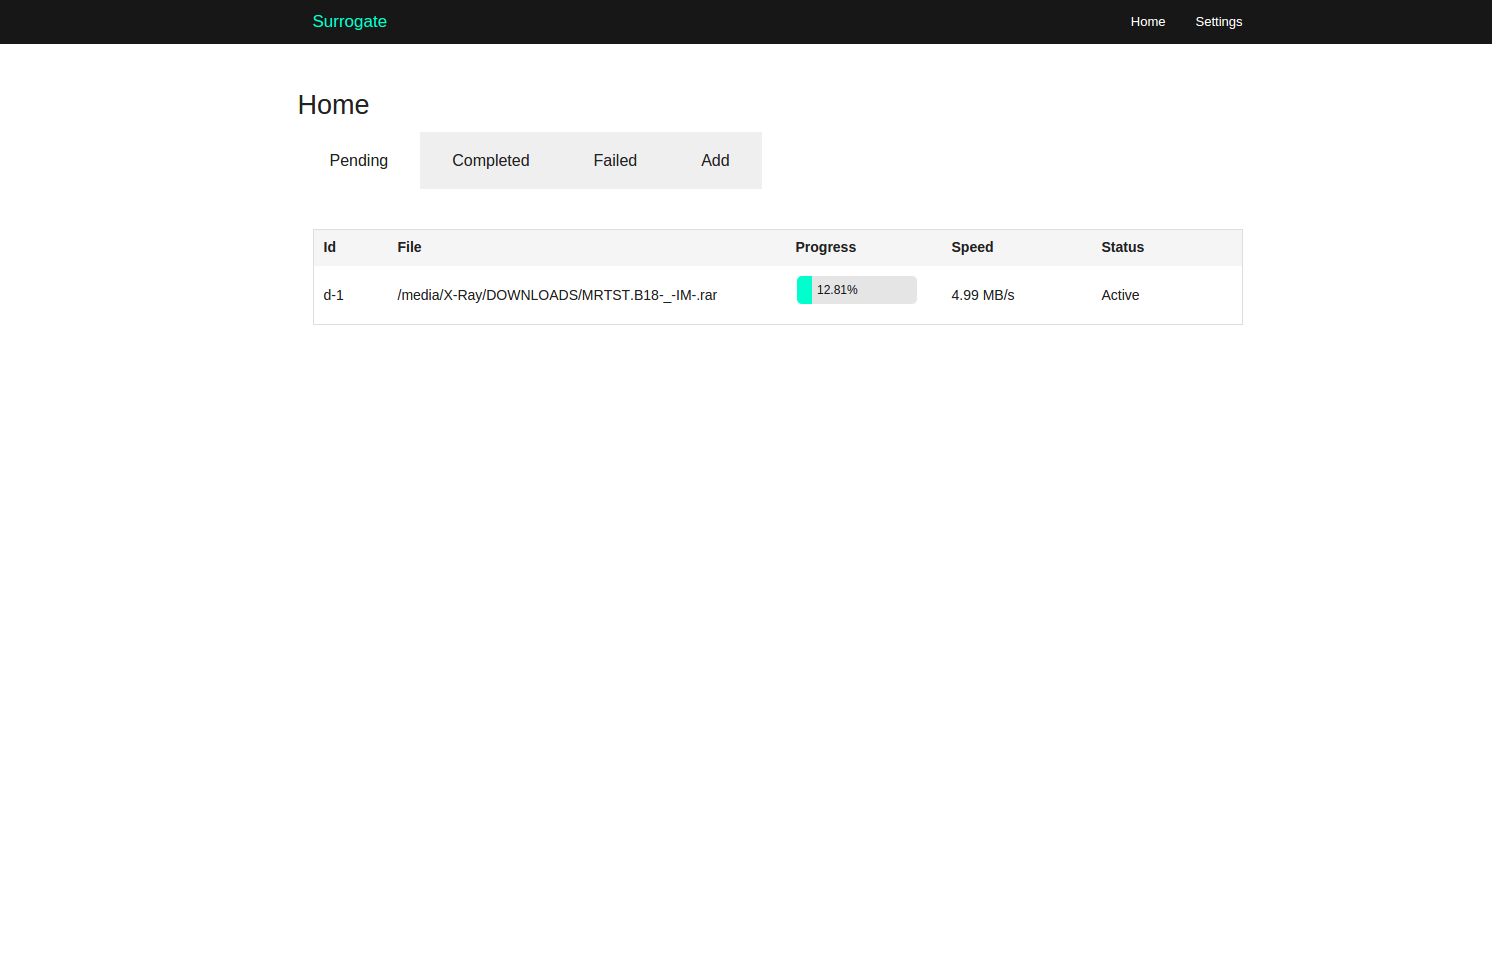 Surrogate Home Settings
Home
Pending Completed Failed Add
Id File Progress Speed Status
d-1 /media/X-Ray/DOWNLOADS/MRTST.B18-_-IM-.rar 12.81% 4.99 MB/s Active